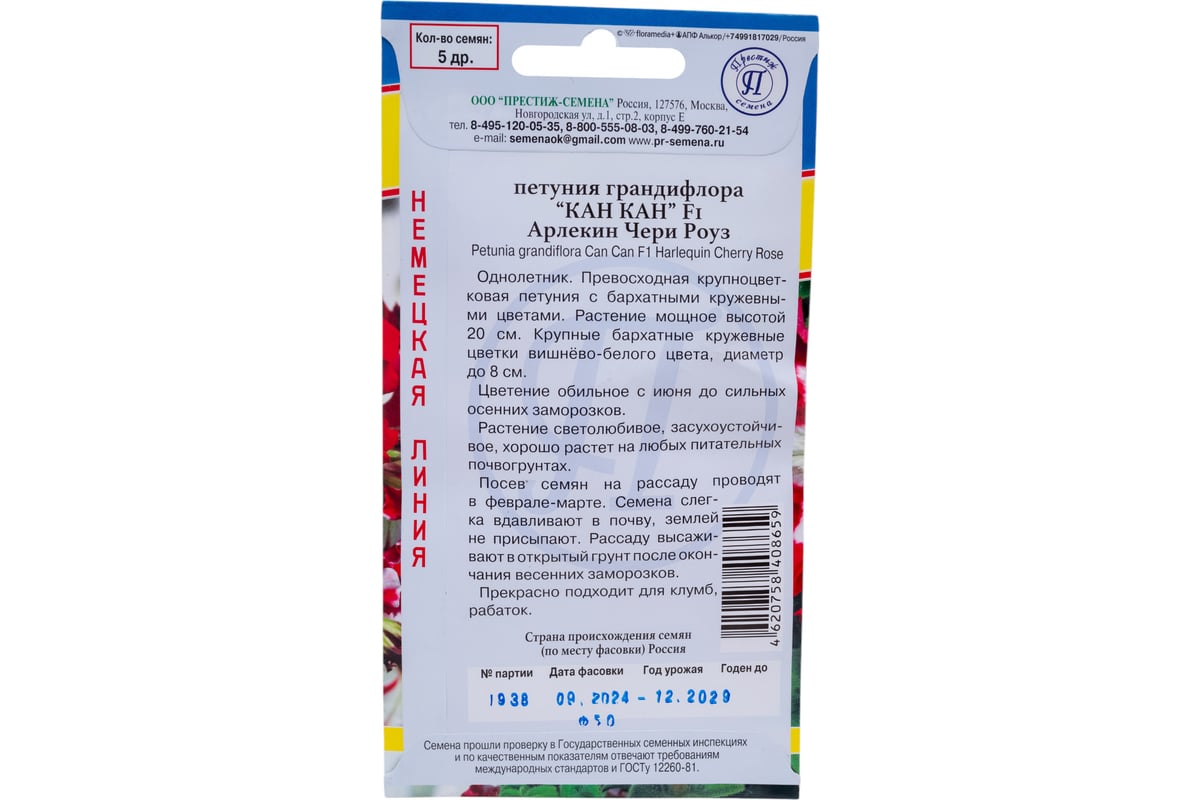 Кол-во семян:
5 др.
© floramedia+ АПФ Алькор/+74991817029/Россия
Престиж
П
семена
ООО “ПРЕСТИЖ-СЕМЕНА” Россия, 127576, Москва,
Новгородская ул, д.1, стр.2, корпус Е
тел. 8-495-120-05-35, 8-800-555-08-03, 8-499-760-21-54
e-mail: semenaok@gmail.com www.pr-semena.ru
НЕМЕЦКАЯ ЛИНИЯ
петуния грандифлора
“КАН КАН” F1
Арлекин Чери Роуз
Petunia grandiflora Can Can F1 Harlequin Cherry Rose
Однолетник. Превосходная крупноцвет-
ковая петуния с бархатными кружевны-
ми цветами. Растение мощное высотой
20 см. Крупные бархатные кружевные
цветки вишнёво-белого цвета, диаметр
до 8 см.
Цветение обильное с июня до сильных
осенних заморозков.
Растение светолюбивое, засухоустойчи-
вое, хорошо растет на любых питательных
почвогрунтах.
Посев семян на рассаду проводят
в феврале-марте. Семена слег-
ка вдавливают в почву, землей
не присыпают. Рассаду высажи-
вают в открытый грунт после окон-
чания весенних заморозков.
Прекрасно подходит для клумб,
рабаток.
4 620758 408659
Страна происхождения семян
(по месту фасовки) Россия
№ партии Дата фасовки Год урожая Годен до
1938 09.2024 - 12.2029
ф50
Семена прошли проверку в Государственных семенных инспекциях
и по качественным показателям отвечают требованиям
международных стандартов и ГОСТу 12260-81.